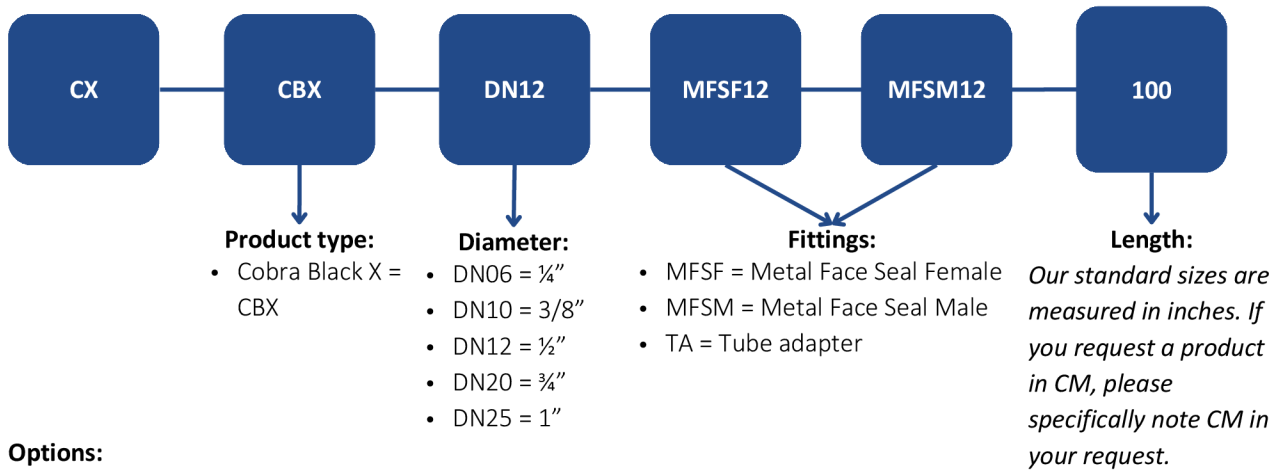 CX
CBX
DN12
MFSF12
MFSM12
100
Product type:
• Cobra Black X =
CBX
Diameter:
• DN06 = ¼”
• DN10 = 3/8”
• DN12 = ½”
• DN20 = ¾”
• DN25 = 1”
Fittings:
• MFSF = Metal Face Seal Female
• MFSM = Metal Face Seal Male
• TA = Tube adapter
Length:
Our standard sizes are
measured in inches. If
you request a product
in CM, please
specifically note CM in
your request.
Options: